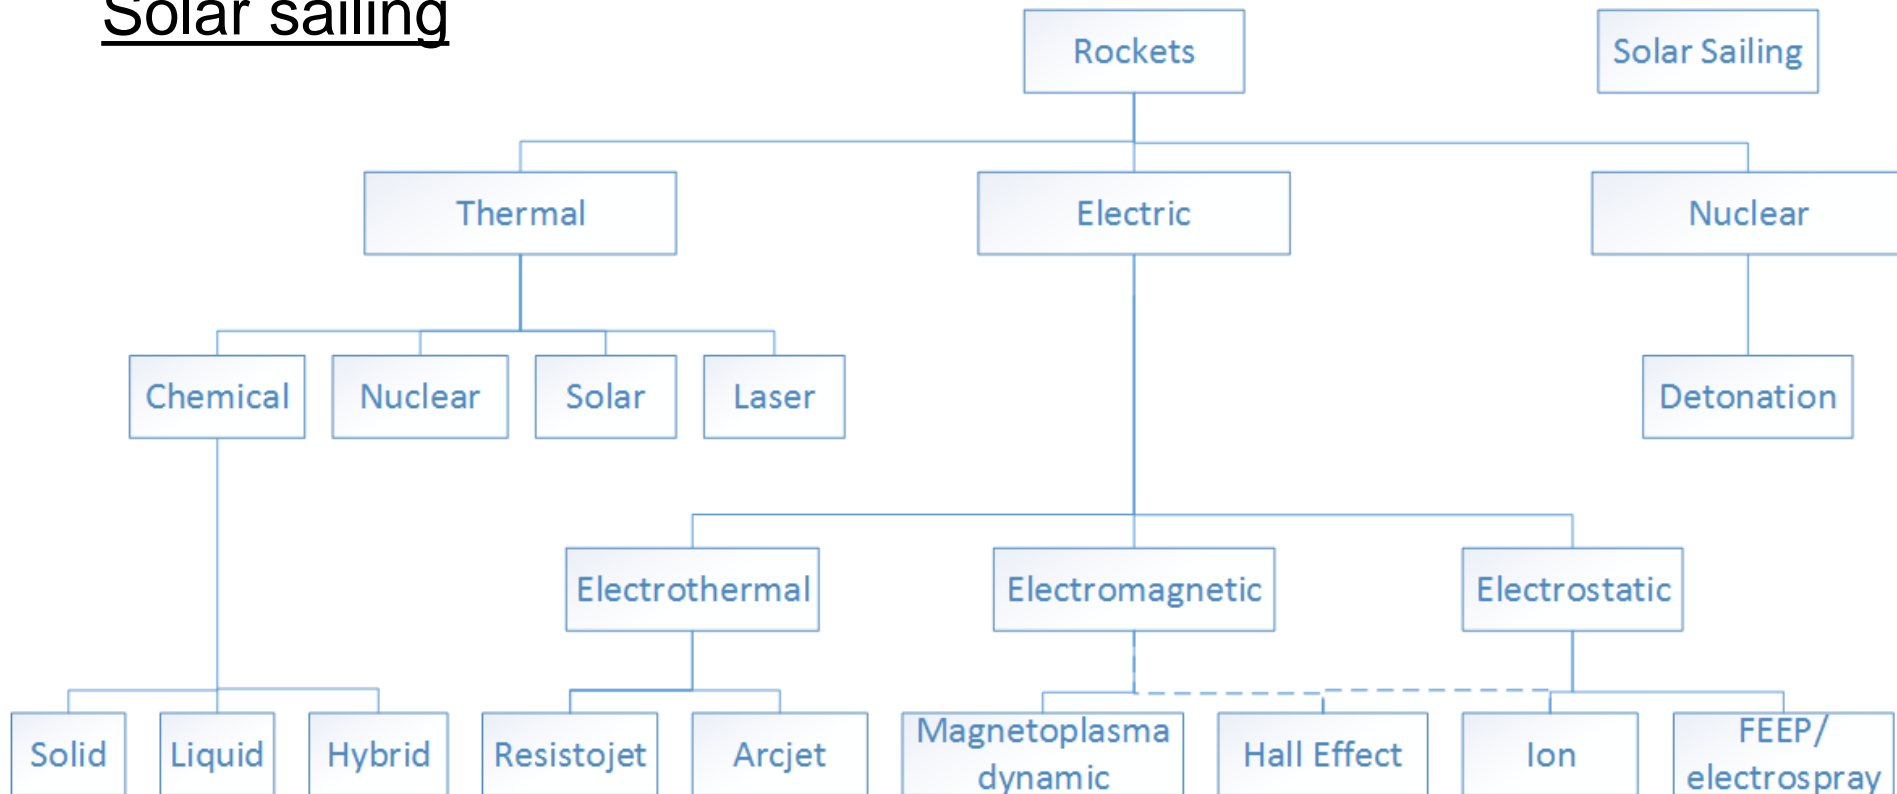 Solar sailing
Rockets
Solar Sailing
Thermal
Electric
Nuclear
Chemical
Nuclear
Solar
Laser
Detonation
Electrothermal
Electromagnetic
Electrostatic
Solid
Liquid
Hybrid
Resistojet
Arcjet
Magnetoplasma
dynamic
Hall Effect
Ion
FEEP/
electrospray